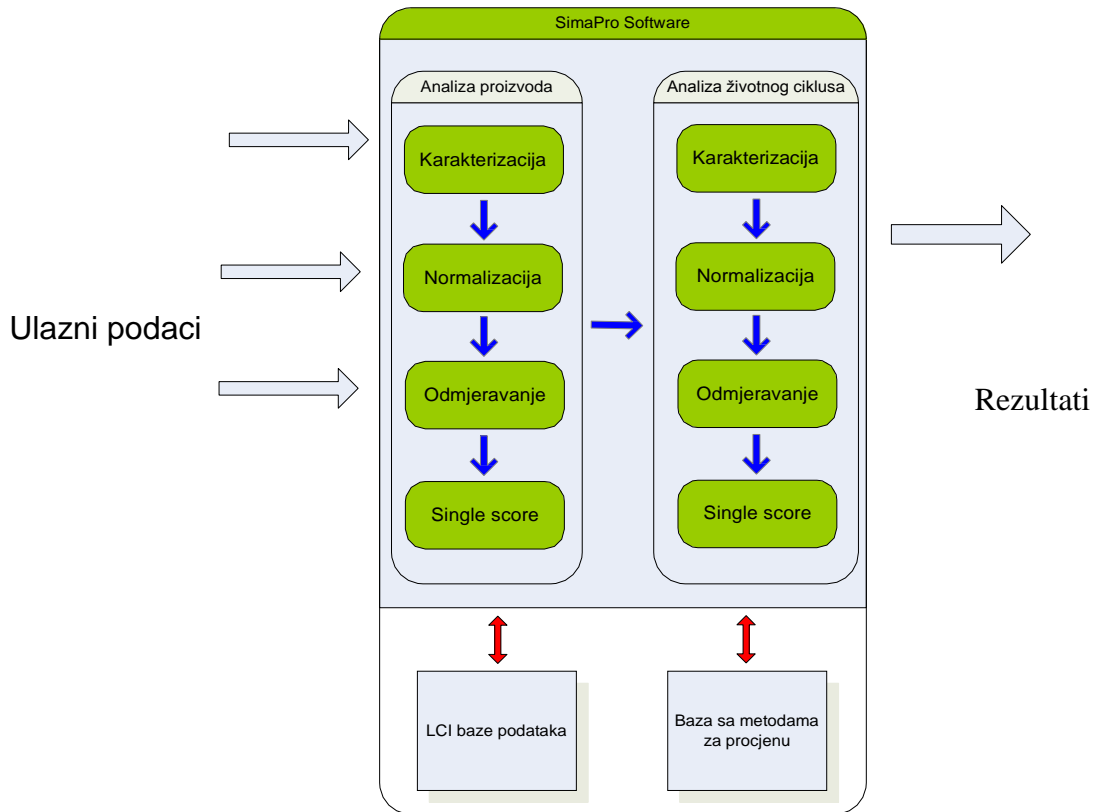 SimaPro Software
Analiza proizvoda
Karakterizacija
Normalizacija
Odmjeravanje
Single score
Analiza životnog ciklusa
Karakterizacija
Normalizacija
Odmjeravanje
Single score
Ulazni podaci
Rezultati
LCI baze podataka
Baza sa metodama
za procjenu